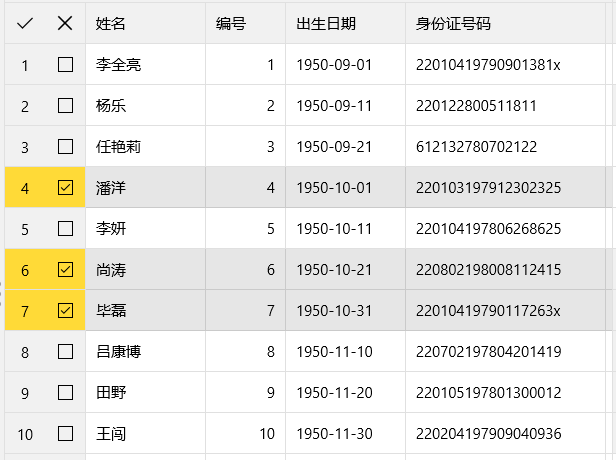 姓名 编号 出生日期 身份证号码
1 李全亮 1 1950-09-01 22010419790901381x
2 杨乐 2 1950-09-11 220122800511811
3 任艳莉 3 1950-09-21 612132780702122
4 潘洋 4 1950-10-01 220103197912302325
5 李妍 5 1950-10-11 220104197806268625
6 尚涛 6 1950-10-21 220802198008112415
7 毕磊 7 1950-10-31 22010419790117263x
8 吕康博 8 1950-11-10 220702197804201419
9 田野 9 1950-11-20 220105197801300012
10 王闯 10 1950-11-30 220204197909040936